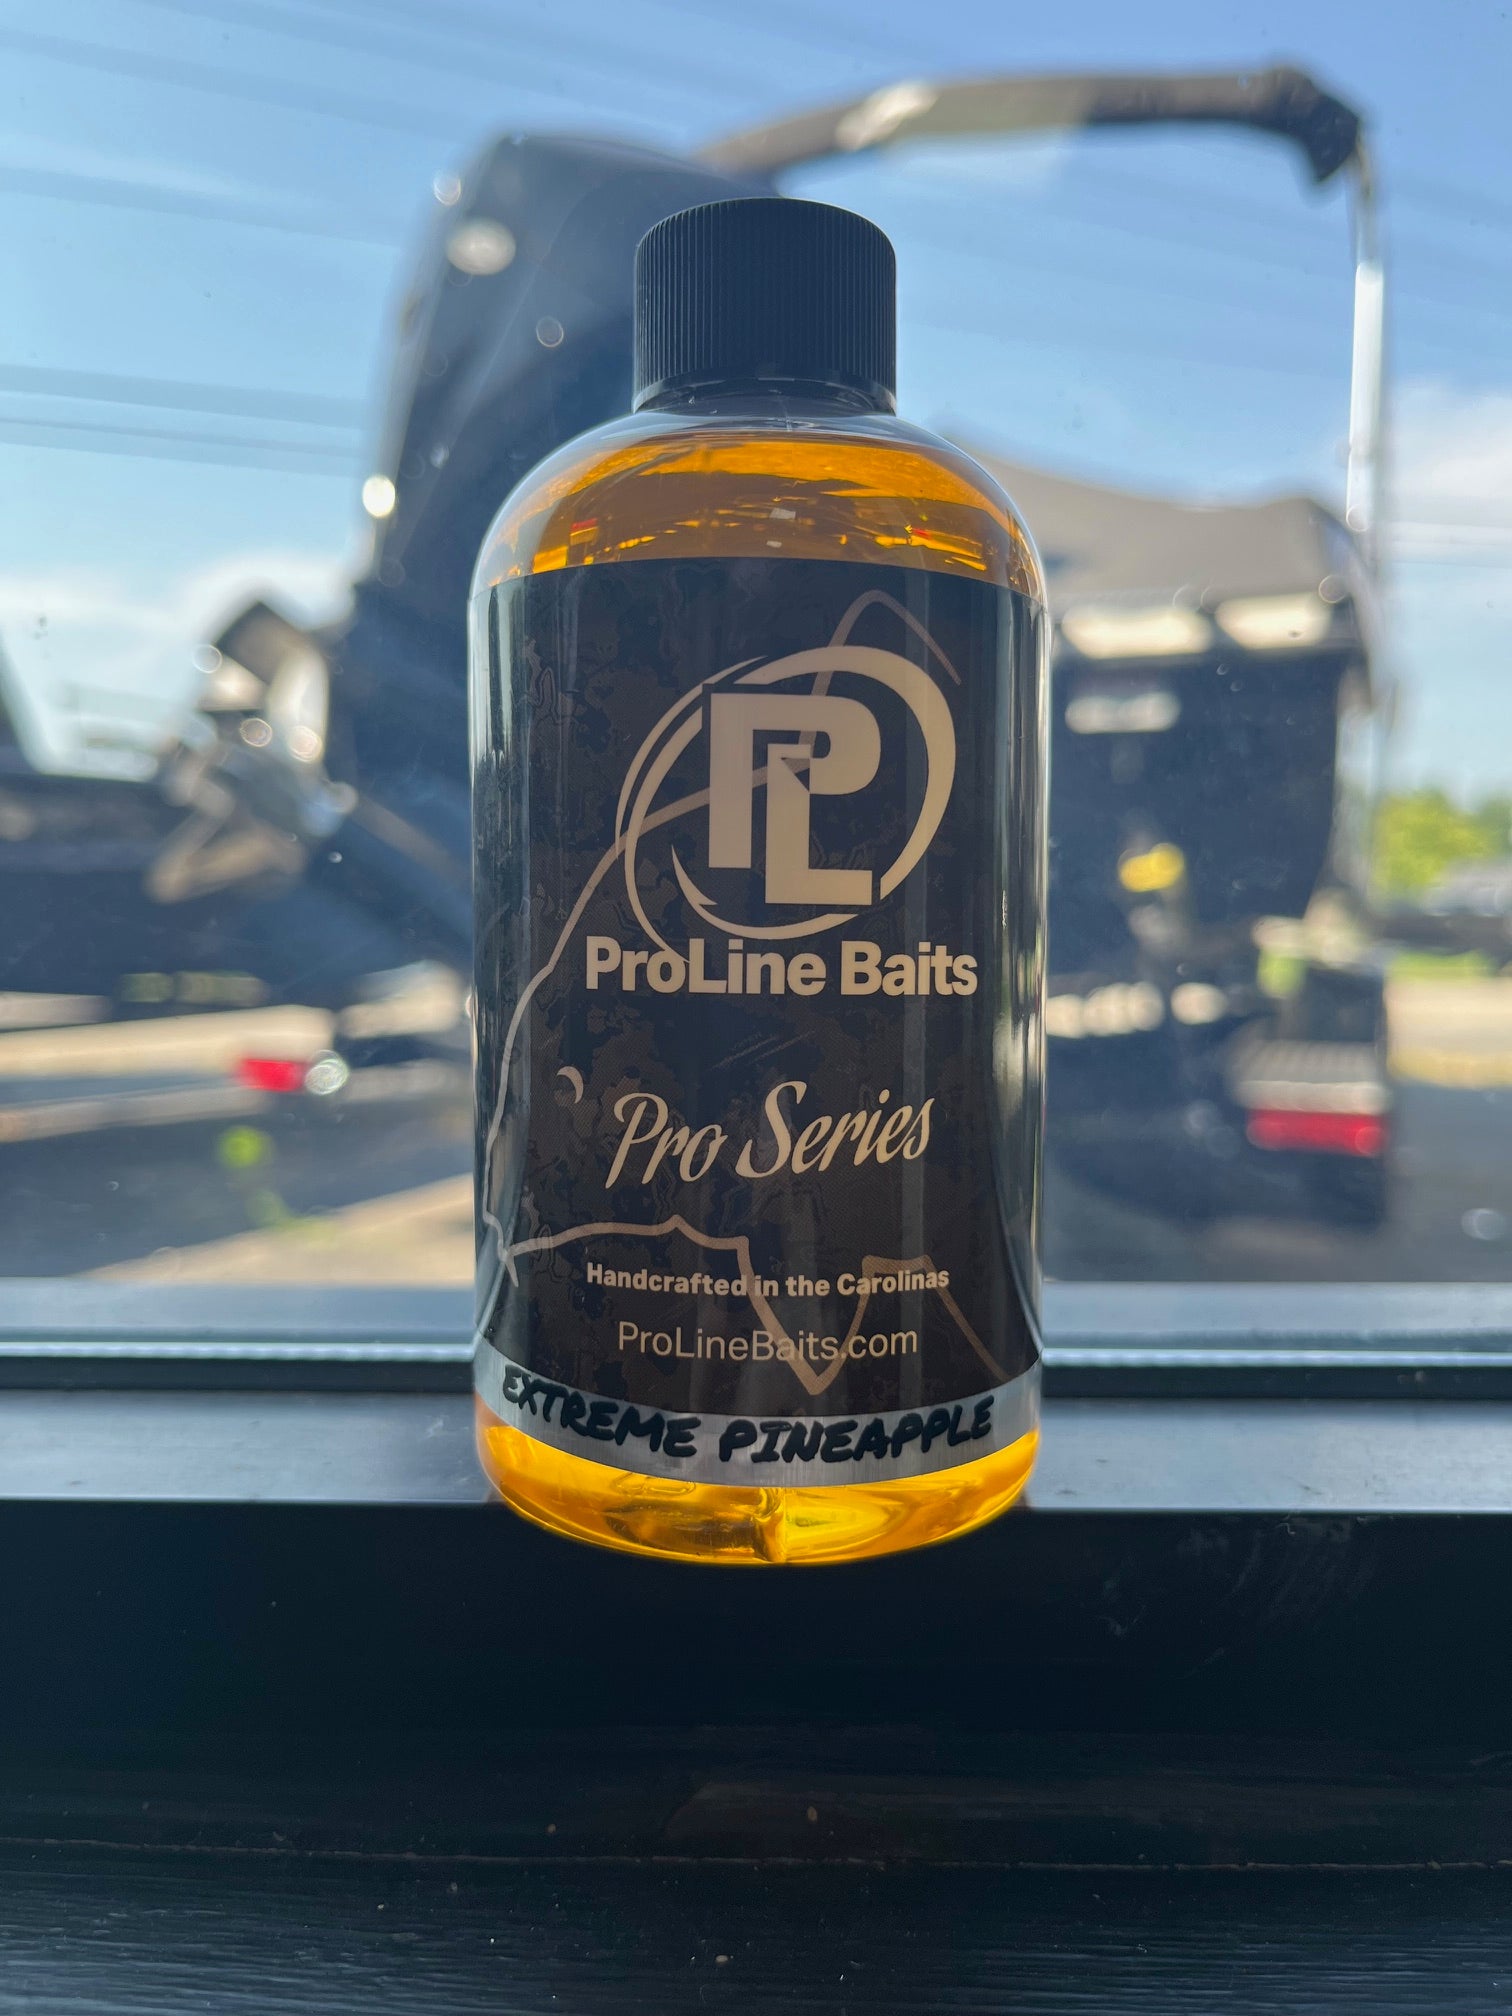 PL
ProLine Baits
Pro Series
Handcrafted in the Carolinas
ProLineBaits.com
EXTREME PINEAPPLE